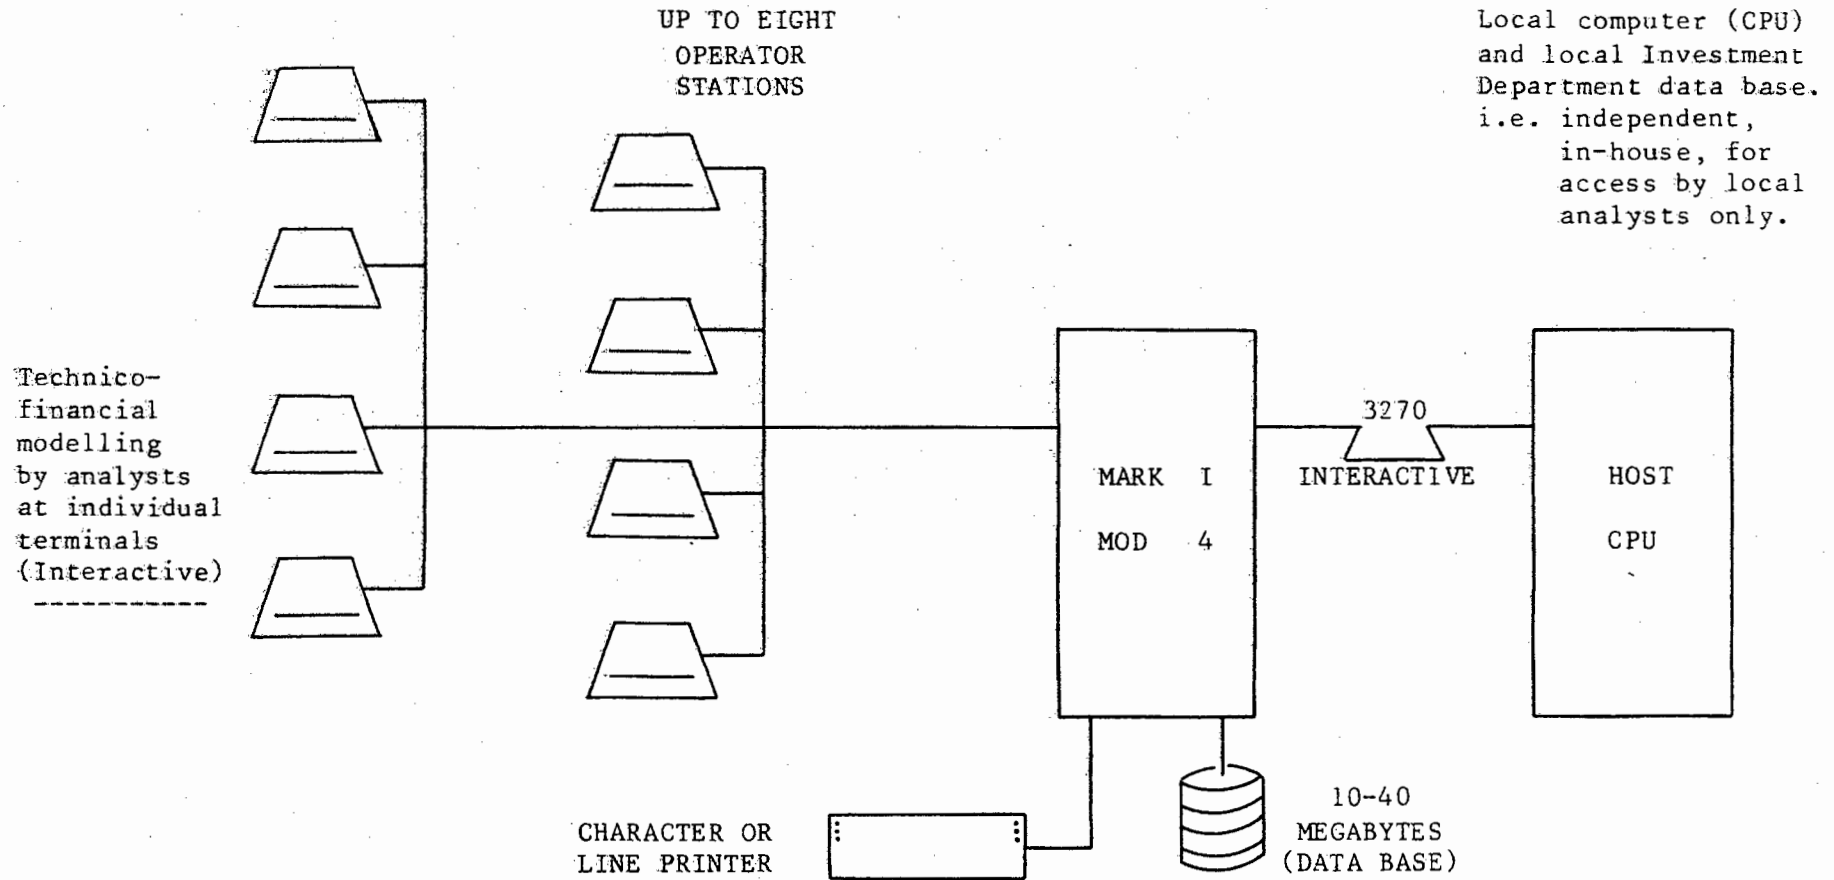 UP TO EIGHT
OPERATOR
STATIONS
Local computer (CPU)
and local Investment
Department data base.
i.e. independent,
in-house, for
access by local
analysts only.
Technico-
financial
modelling
by analysts
at individual
terminals
(Interactive)
-----------
MARK I
MOD 4
3270
INTERACTIVE
HOST
CPU
CHARACTER OR
LINE PRINTER
10-40
MEGABYTES
(DATA BASE)